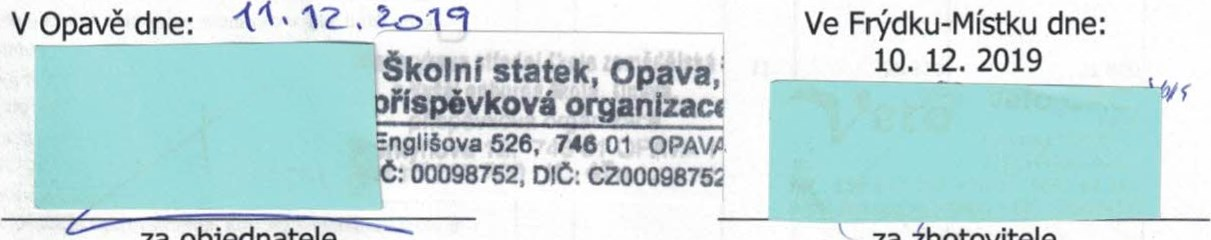 V Opavě dne: 11.12.2019
Školní statek, Opava,
příspěvková organizace
Englišova 526, 746 01 OPAVA
Č: 00098752, DIČ: CZ00098752
za objednatele
Ve Frýdku-Místku dne:
10. 12. 2019
za zhotovitele